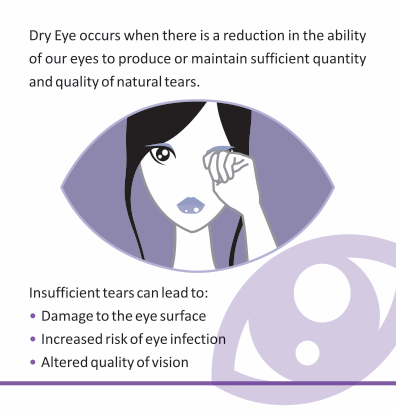 Dry Eye occurs when there is a reduction in the ability
of our eyes to produce or maintain sufficient quantity
and quality of natural tears.
Insufficient tears can lead to:
• Damage to the eye surface
• Increased risk of eye infection
• Altered quality of vision